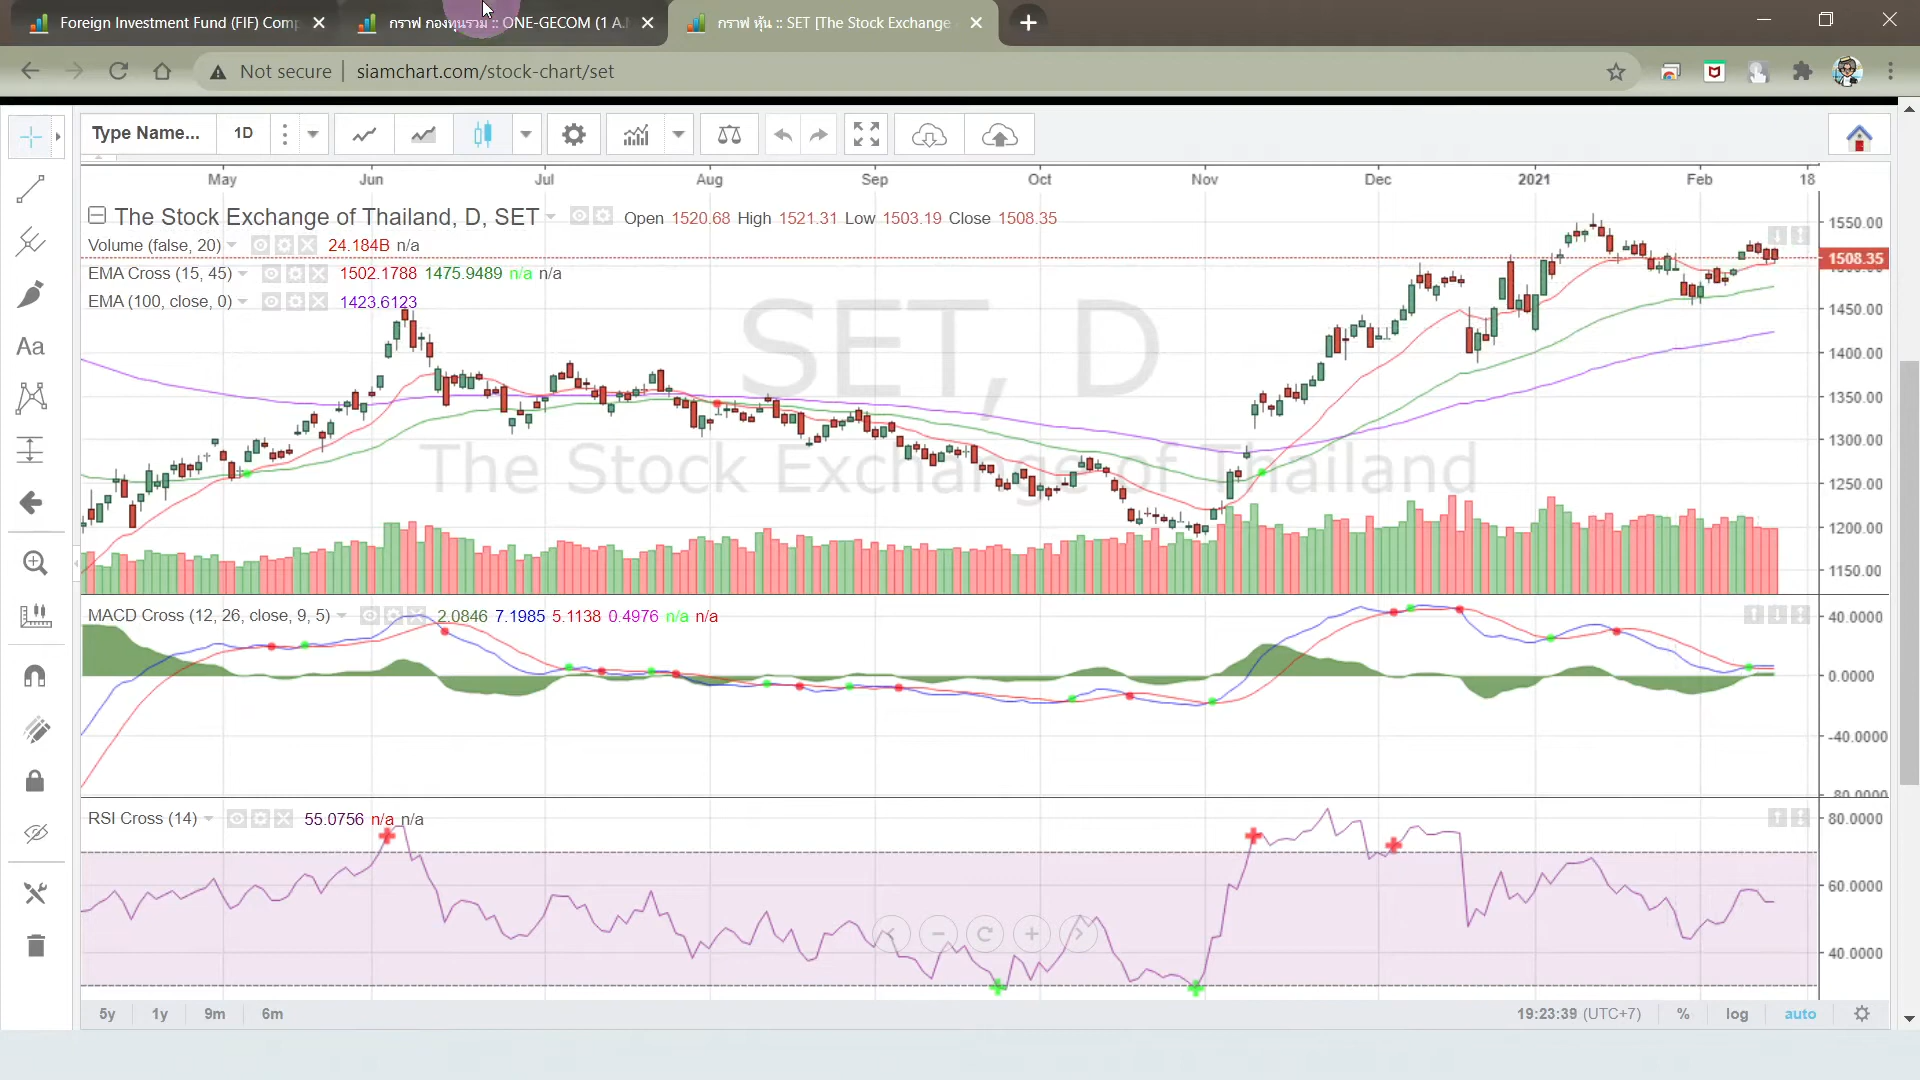 Foreign Investment Fund (FIF) Comp
กราฟ กองทุนรวม :: ONE-GECOM (1 A.M
กราฟ หุ้น :: SET [The Stock Exchange
Not secure
siamchart.com/stock-chart/set
Type Name... 1D
May Jun Jul Aug Sep Oct Nov Dec 2021 Feb 18
The Stock Exchange of Thailand, D, SET Open 1520.68 High 1521.31 Low 1503.19 Close 1508.35
Volume (false, 20) 24.184B n/a
EMA Cross (15, 45) 1502.1788 1475.9489 n/a n/a
EMA (100, close, 0) 1423.6123
SET, D
The Stock Exchange of Thailand
1550.00
1508.35
1500.00
1450.00
1400.00
1350.00
1300.00
1250.00
1200.00
1150.00
Aa
MACD Cross (12, 26, close, 9, 5) 2.0846 7.1985 5.1138 0.4976 n/a n/a
40.0000
0.0000
-40.0000
-80.0000
RSI Cross (14) 55.0756 n/a n/a
80.0000
60.0000
40.0000
5y 1y 9m 6m 19:23:39 (UTC+7) % log auto